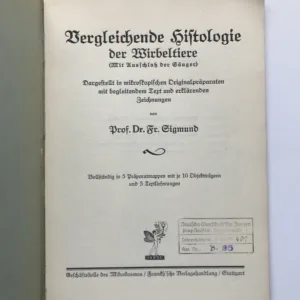 Vergleichende Histologie
der Wirbeltiere
(Mit Ausschluß der Säuger)
Dargestellt in mikroskopischen Originalpräparaten
mit begleitendem Text und erklärenden
Zeichnungen
von
Prof. Dr. Fr. Sigmund
Vollständig in 5 Präparatmappen mit je 10 Objektträgern
und 5 Textlieferungen
Geschäftsstelle des Mikrokosmos / Franckh'sche Verlagshandlung / Stuttgart